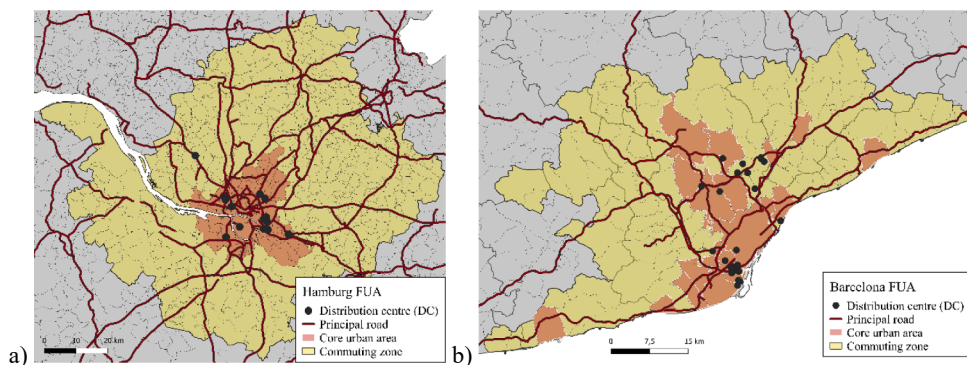 Hamburg FUA
Distribution centre (DC)
Principal road
Core urban area
Commuting zone
0 10 20 km
a)
Barcelona FUA
Distribution centre (DC)
Principal road
Core urban area
Commuting zone
0 7,5 15 km
b)